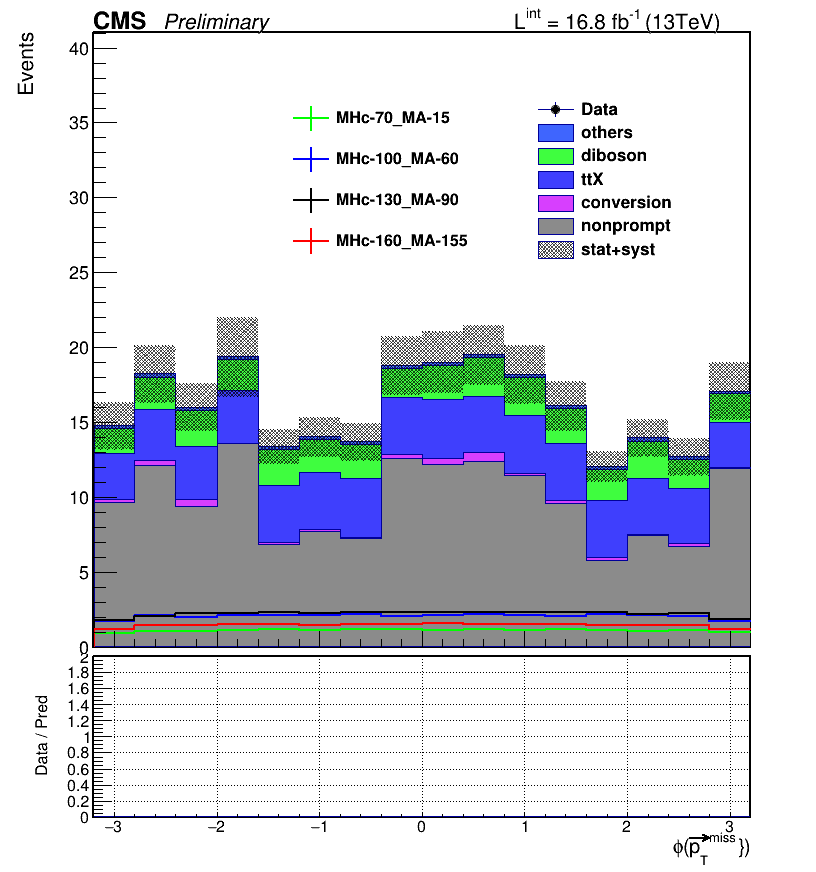 CMS Preliminary L^int = 16.8 fb^-1 (13TeV)
Events
40
35
30
25
20
15
10
5
0
MHc-70_MA-15
MHc-100_MA-60
MHc-130_MA-90
MHc-160_MA-155
Data
others
diboson
ttX
conversion
nonprompt
stat+syst
Data / Pred
2
1.8
1.6
1.4
1.2
1
0.8
0.6
0.4
0.2
0
−3 −2 −1 0 1 2 3
ϕ(p⃗_T^miss})